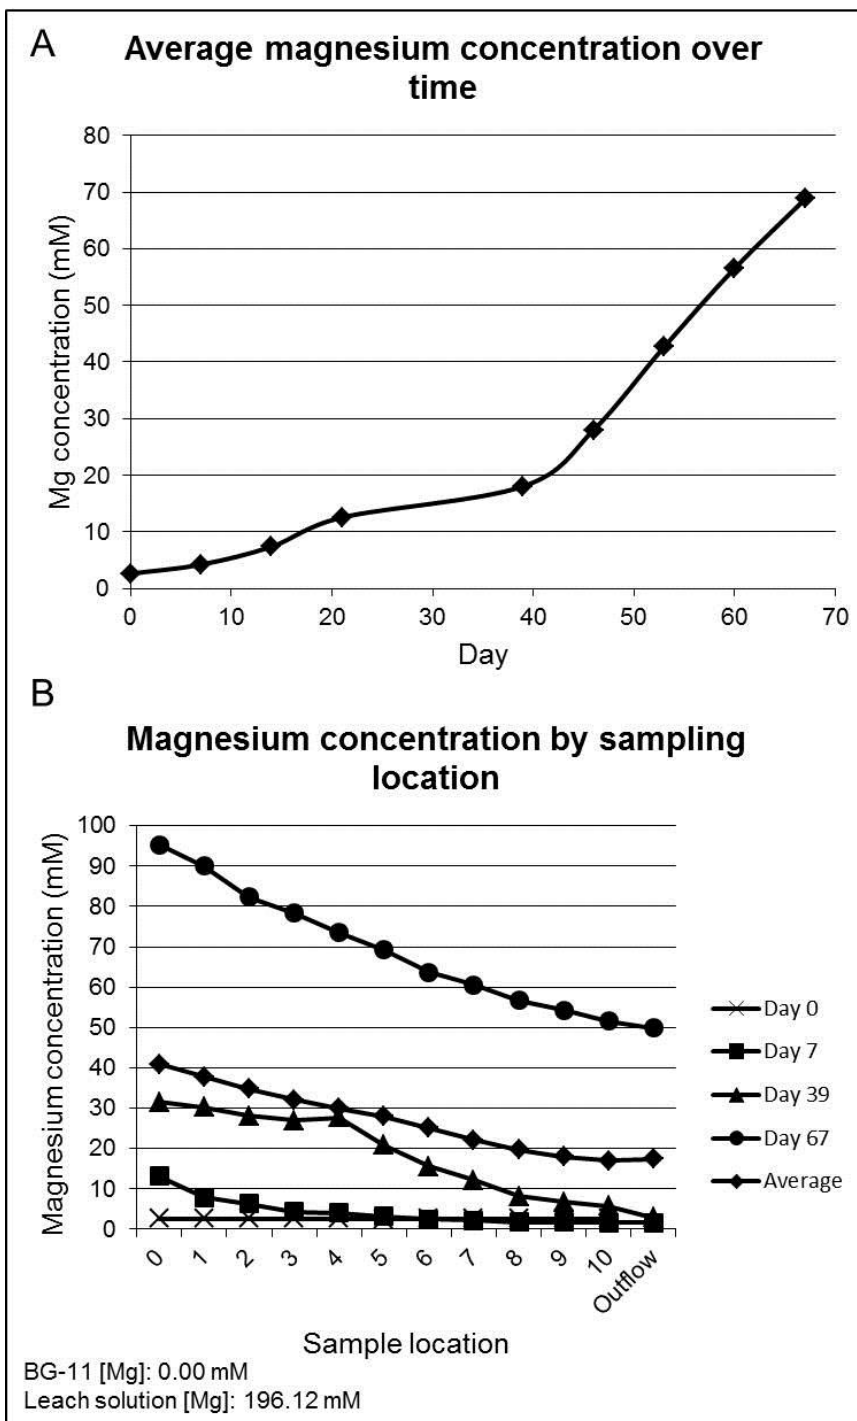 A
Average magnesium concentration over
time
Mg concentration (mM)
80
70
60
50
40
30
20
10
0
0 10 20 30 40 50 60 70
Day
B
Magnesium concentration by sampling
location
Magnesium concentration (mM)
100
90
80
70
60
50
40
30
20
10
0
0 1 2 3 4 5 6 7 8 9 10 Outflow
Sample location
Day 0
Day 7
Day 39
Day 67
Average
BG-11 [Mg]: 0.00 mM
Leach solution [Mg]: 196.12 mM